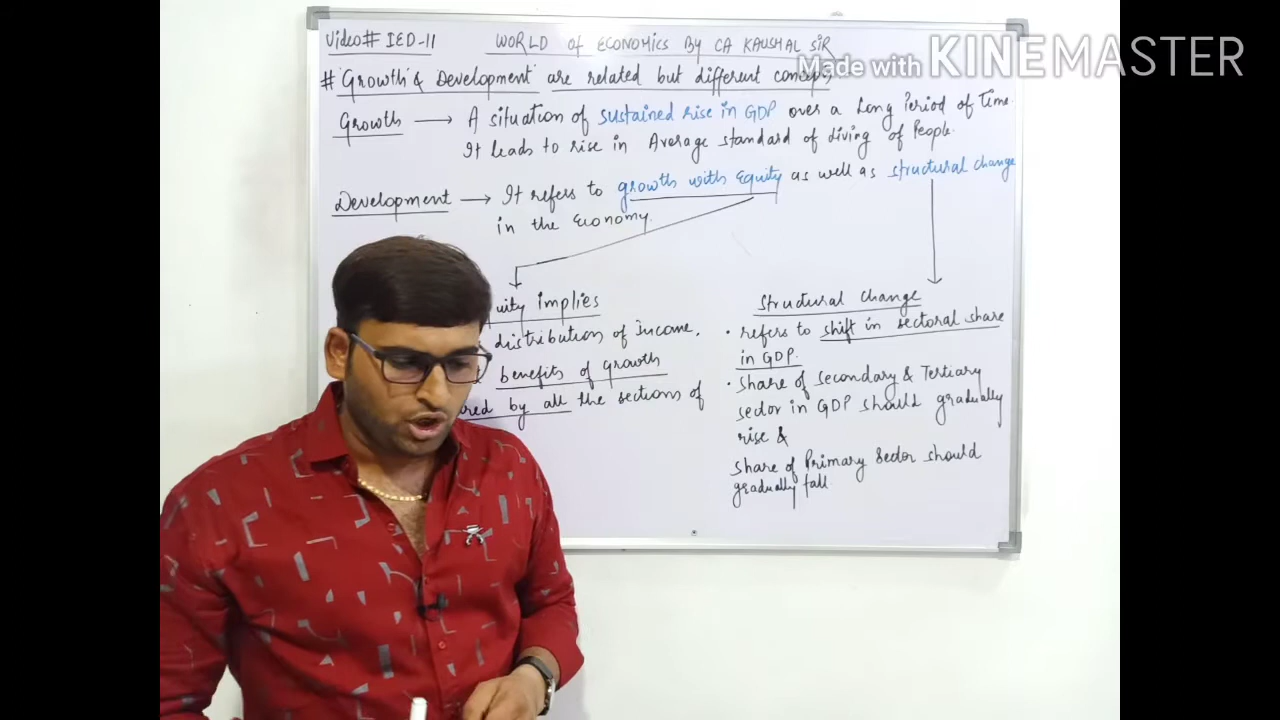 Video# IED-11
WORLD of ECONOMICS BY CA KAUSHAL SIR
Made with KINEMASTER
# 'Growth' & 'Development' are related but different concepts
Growth → A situation of sustained rise in GDP over a Long Period of Time.
It leads to rise in Average standard of Living of People.
Development → It refers to growth with Equity as well as structural change
in the Economy.
uity implies
distribution of Income.
benefits of growth
red by all the sections of
Structural change
• refers to shift in sectoral share
in GDP.
• Share of secondary & Tertiary
sector in GDP should gradually
rise &
share of Primary sector should
gradually fall.